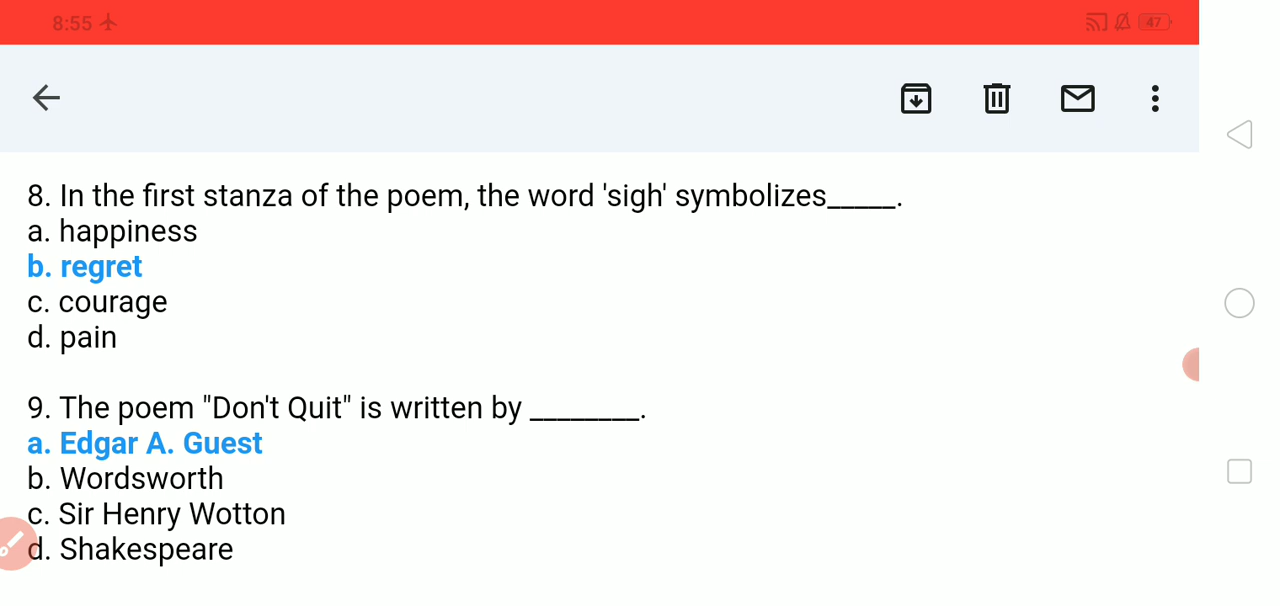 8:55
47
8. In the first stanza of the poem, the word 'sigh' symbolizes_____.
a. happiness
b. regret
c. courage
d. pain
9. The poem "Don't Quit" is written by ________.
a. Edgar A. Guest
b. Wordsworth
c. Sir Henry Wotton
d. Shakespeare